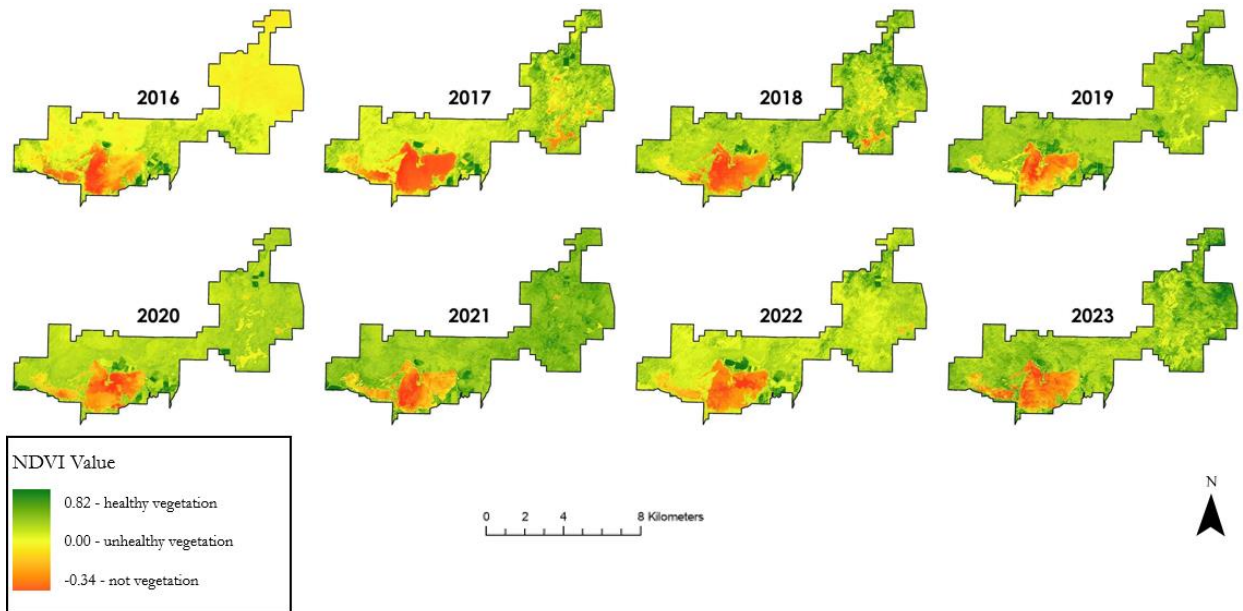 2016
2017
2018
2019
2020
2021
2022
2023
NDVI Value
0.82 - healthy vegetation
0.00 - unhealthy vegetation
-0.34 - not vegetation
0 2 4 8 Kilometers
N